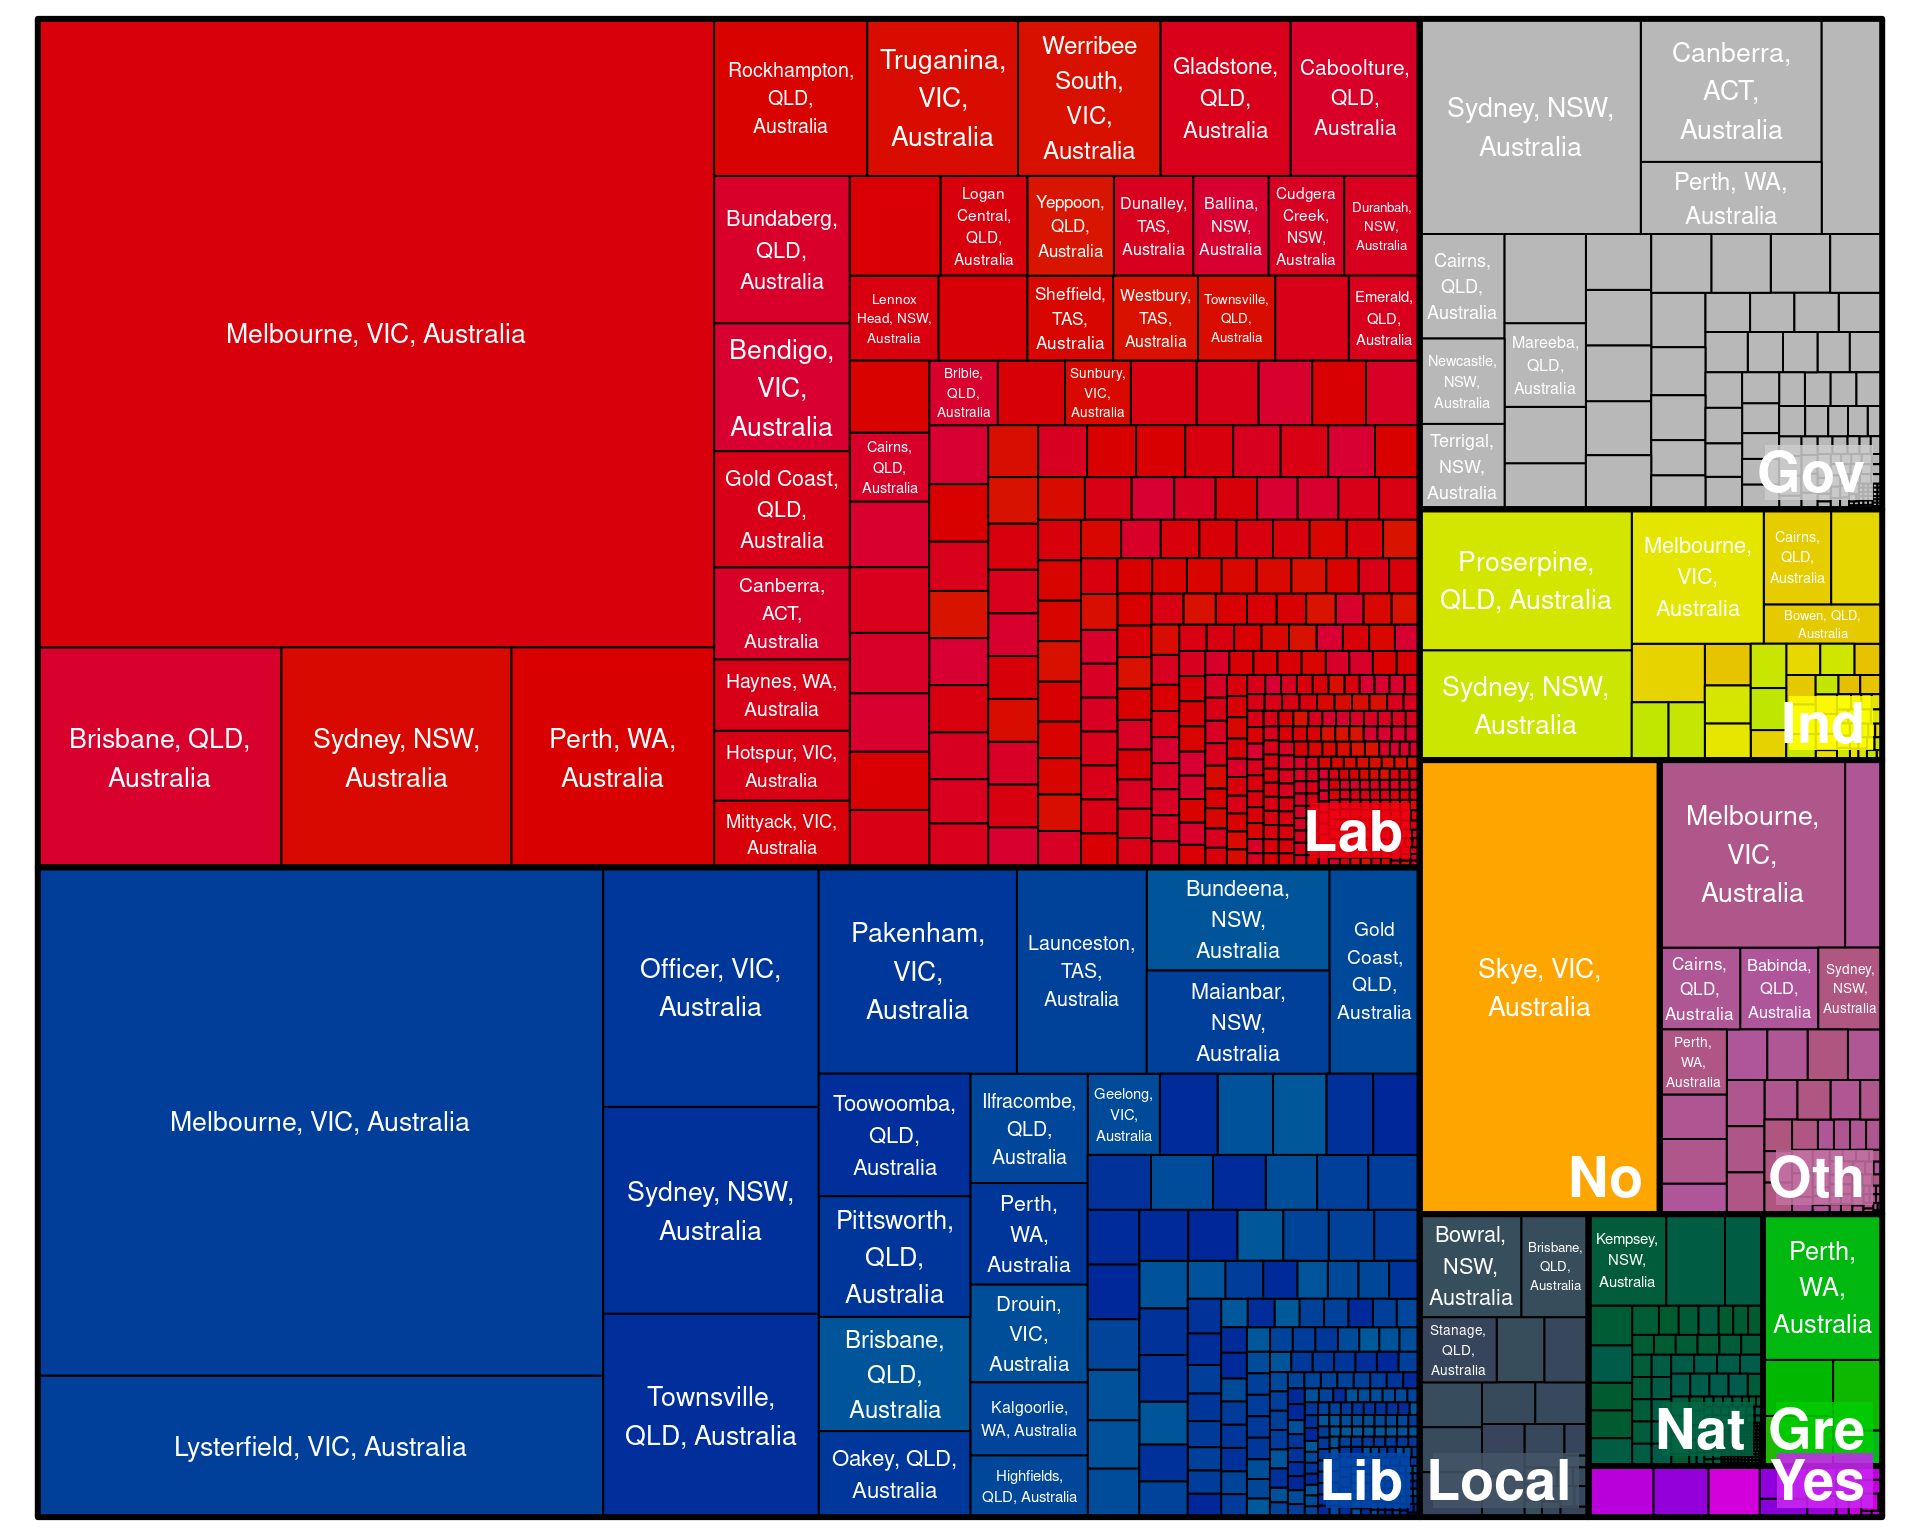 Melbourne, VIC, Australia
Brisbane, QLD,
Australia
Sydney, NSW,
Australia
Perth, WA,
Australia
Rockhampton,
QLD,
Australia
Truganina,
VIC,
Australia
Werribee
South,
VIC,
Australia
Gladstone,
QLD,
Australia
Caboolture,
QLD,
Australia
Bundaberg,
QLD,
Australia
Bendigo,
VIC,
Australia
Gold Coast,
QLD,
Australia
Canberra,
ACT,
Australia
Haynes, WA,
Australia
Hotspur, VIC,
Australia
Mittyack, VIC,
Australia
Logan
Central,
QLD,
Australia
Yeppoon,
QLD,
Australia
Dunalley,
TAS,
Australia
Ballina,
NSW,
Australia
Cudgera
Creek,
NSW,
Australia
Duranbah,
NSW,
Australia
Lennox
Head, NSW,
Australia
Sheffield,
TAS,
Australia
Westbury,
TAS,
Australia
Townsville,
QLD,
Australia
Emerald,
QLD,
Australia
Bribie,
QLD,
Australia
Sunbury,
VIC,
Australia
Cairns,
QLD,
Australia
Lab
Melbourne, VIC, Australia
Lysterfield, VIC, Australia
Officer, VIC,
Australia
Sydney, NSW,
Australia
Townsville,
QLD, Australia
Pakenham,
VIC,
Australia
Launceston,
TAS,
Australia
Bundeena,
NSW,
Australia
Maianbar,
NSW,
Australia
Gold
Coast,
QLD,
Australia
Toowoomba,
QLD,
Australia
Pittsworth,
QLD,
Australia
Brisbane,
QLD,
Australia
Oakey, QLD,
Australia
Ilfracombe,
QLD,
Australia
Perth,
WA,
Australia
Drouin,
VIC,
Australia
Kalgoorlie,
WA, Australia
Highfields,
QLD, Australia
Geelong,
VIC,
Australia
Lib
Sydney, NSW,
Australia
Canberra,
ACT,
Australia
Perth, WA,
Australia
Cairns,
QLD,
Australia
Newcastle,
NSW,
Australia
Terrigal,
NSW,
Australia
Mareeba,
QLD,
Australia
Gov
Proserpine,
QLD, Australia
Sydney, NSW,
Australia
Melbourne,
VIC,
Australia
Cairns,
QLD,
Australia
Bowen, QLD,
Australia
Ind
Skye, VIC,
Australia
No
Melbourne,
VIC,
Australia
Cairns,
QLD,
Australia
Babinda,
QLD,
Australia
Sydney,
NSW,
Australia
Perth,
WA,
Australia
Oth
Bowral,
NSW,
Australia
Brisbane,
QLD,
Australia
Stanage,
QLD,
Australia
Local
Kempsey,
NSW,
Australia
Nat
Perth,
WA,
Australia
Gre
Yes